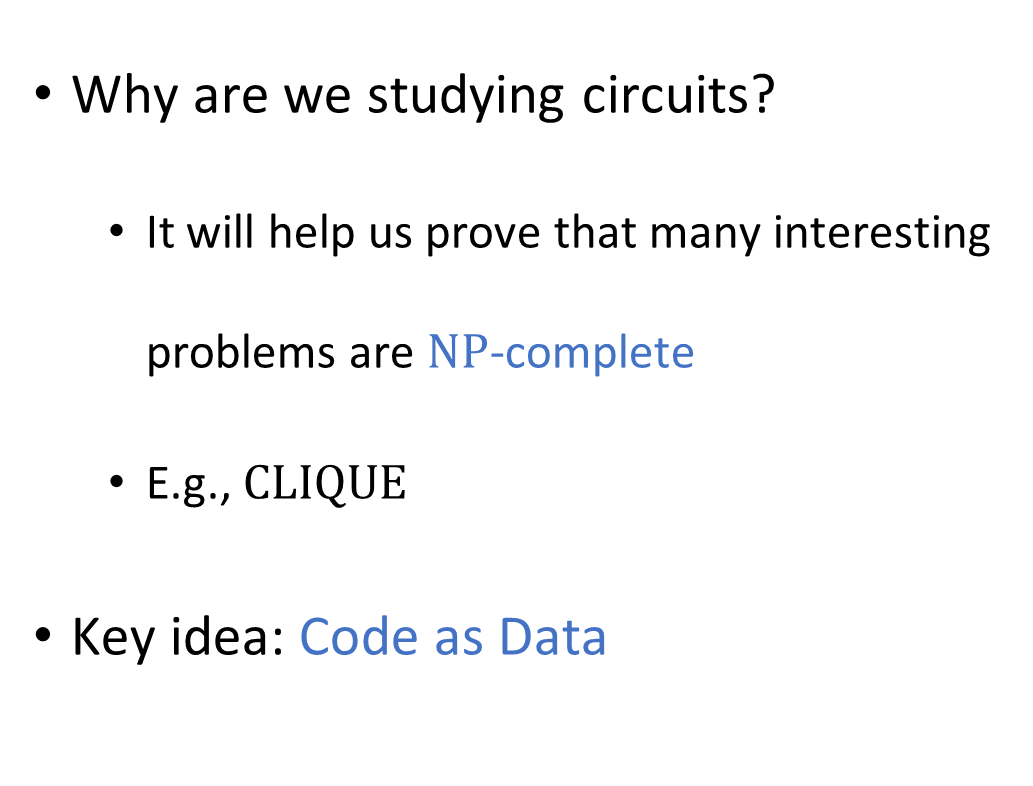 • Why are we studying circuits?
• It will help us prove that many interesting
problems are NP-complete
• E.g., CLIQUE
• Key idea: Code as Data